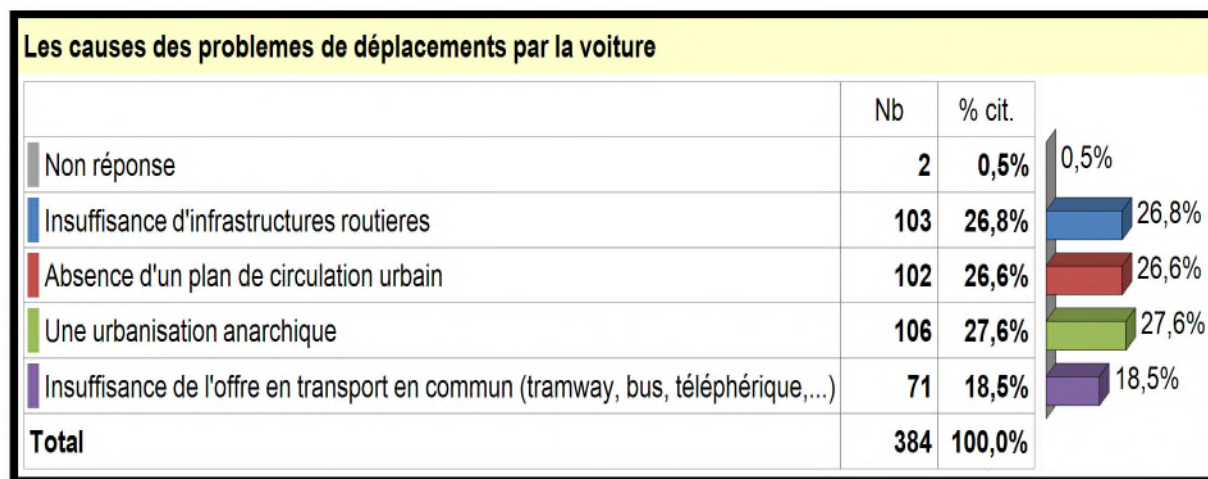 Les causes des problemes de déplacements par la voiture
Nb % cit.
Non réponse 2 0,5% 0,5%
Insuffisance d'infrastructures routieres 103 26,8% 26,8%
Absence d'un plan de circulation urbain 102 26,6% 26,6%
Une urbanisation anarchique 106 27,6% 27,6%
Insuffisance de l'offre en transport en commun (tramway, bus, téléphérique,...) 71 18,5% 18,5%
Total 384 100,0%